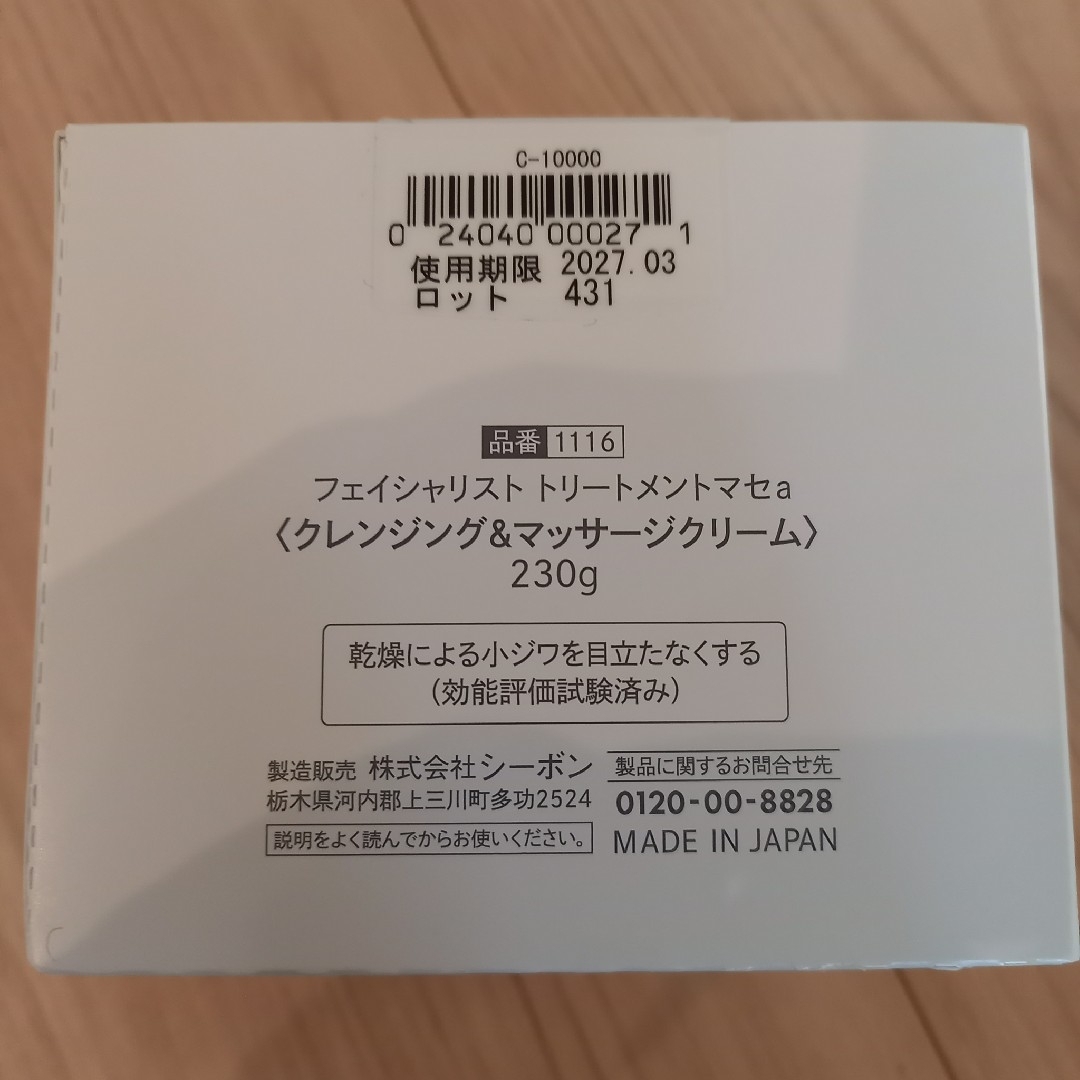 C-10000
0 24040 00027 1
使用期限 2027.03
ロット 431
品番 1116
フェイシャリスト トリートメントマセa
〈クレンジング&マッサージクリーム〉
230g
乾燥による小ジワを目立たなくする
(効能評価試験済み)
製造販売 株式会社シーボン
栃木県河内郡上三川町多功2524
説明をよく読んでからお使いください。
製品に関するお問合せ先
0120-00-8828
MADE IN JAPAN